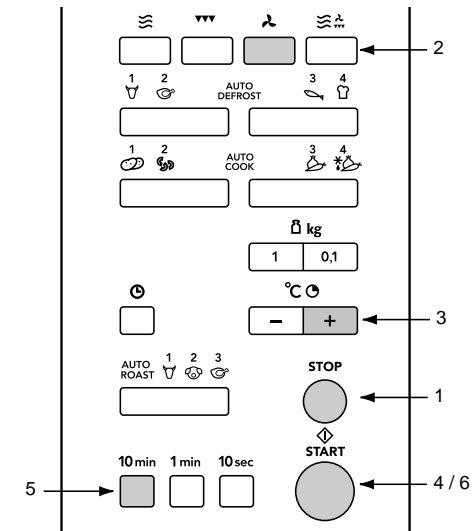 2
1 2 AUTO DEFROST 3 4
1 2 AUTO COOK 3 4
kg
1 0,1
°C
− + 3
AUTO ROAST 1 2 3
STOP
1
START
10 min 1 min 10 sec
5 4 / 6